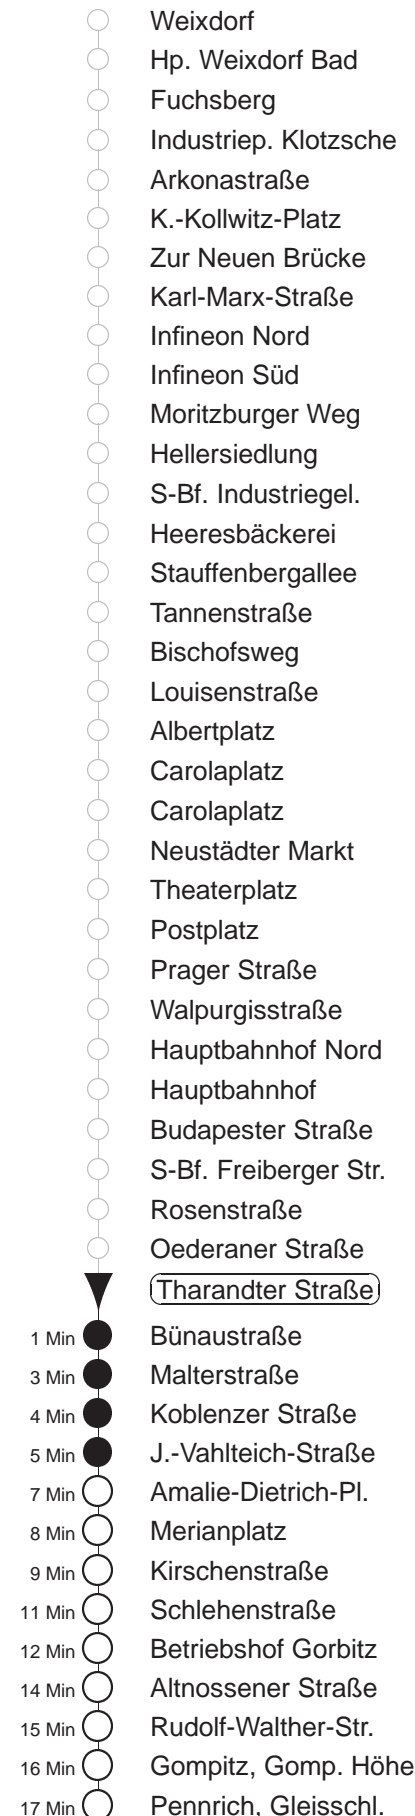 Weixdorf
Hp. Weixdorf Bad
Fuchsberg
Industriep. Klotzsche
Arkonastraße
K.-Kollwitz-Platz
Zur Neuen Brücke
Karl-Marx-Straße
Infineon Nord
Infineon Süd
Moritzburger Weg
Hellersiedlung
S-Bf. Industriegel.
Heeresbäckerei
Stauffenbergallee
Tannenstraße
Bischofsweg
Louisenstraße
Albertplatz
Carolaplatz
Carolaplatz
Neustädter Markt
Theaterplatz
Postplatz
Prager Straße
Walpurgisstraße
Hauptbahnhof Nord
Hauptbahnhof
Budapester Straße
S-Bf. Freiberger Str.
Rosenstraße
Oederaner Straße
Tharandter Straße
1 Min Bünaustraße
3 Min Malterstraße
4 Min Koblenzer Straße
5 Min J.-Vahlteich-Straße
7 Min Amalie-Dietrich-Pl.
8 Min Merianplatz
9 Min Kirschenstraße
11 Min Schlehenstraße
12 Min Betriebshof Gorbitz
14 Min Altnossener Straße
15 Min Rudolf-Walther-Str.
16 Min Gompitz, Gomp. Höhe
17 Min Pennrich, Gleisschl.